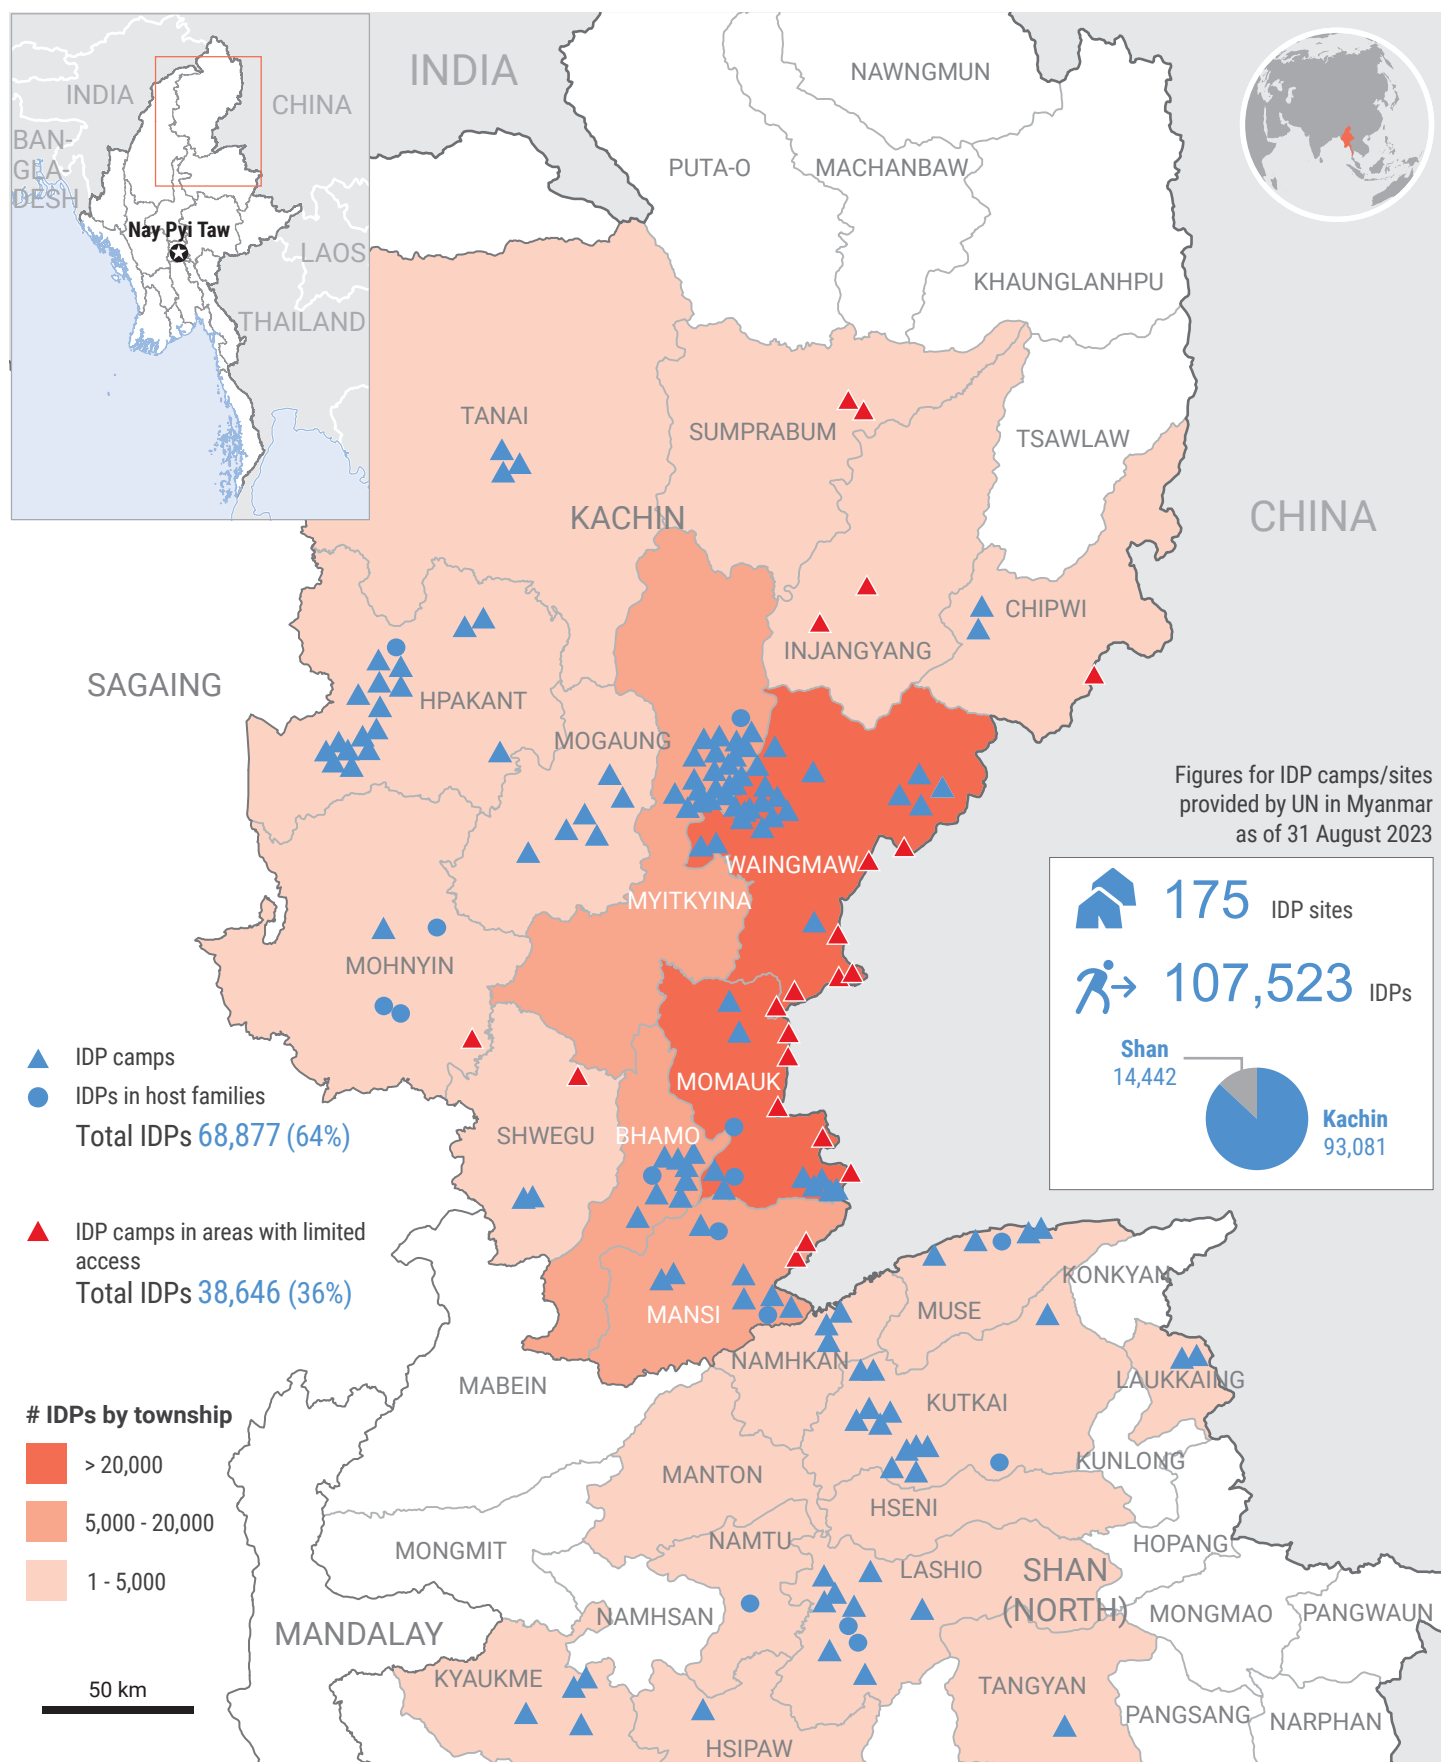 INDIA
CHINA
BAN-
GLA-
DESH
Nay Pyi Taw
LAOS
THAILAND
INDIA
NAWNGMUN
PUTA-O
MACHANBAW
KHAUNGLANHPU
TANAI
SUMPRABUM
TSAWLAW
KACHIN
CHINA
CHIPWI
INJANGYANG
SAGAING
HPAKANT
MOGAUNG
WAINGMAW
MYITKYINA
MOHNYIN
MOMAUK
SHWEGU
BHAMO
MANSI
Figures for IDP camps/sites
provided by UN in Myanmar
as of 31 August 2023
175 IDP sites
107,523 IDPs
Shan
14,442
Kachin
93,081
IDP camps
IDPs in host families
Total IDPs 68,877 (64%)
IDP camps in areas with limited
access
Total IDPs 38,646 (36%)
# IDPs by township
> 20,000
5,000 - 20,000
1 - 5,000
50 km
KONKYAN
MUSE
NAMHKAN
MABEIN
LAUKKAING
KUTKAI
KUNLONG
MANTON
HSENI
NAMTU
HOPANG
MONGMIT
LASHIO
SHAN
(NORTH)
NAMHSAN
MONGMAO
PANGWAUN
MANDALAY
KYAUKME
TANGYAN
PANGSANG
NARPHAN
HSIPAW